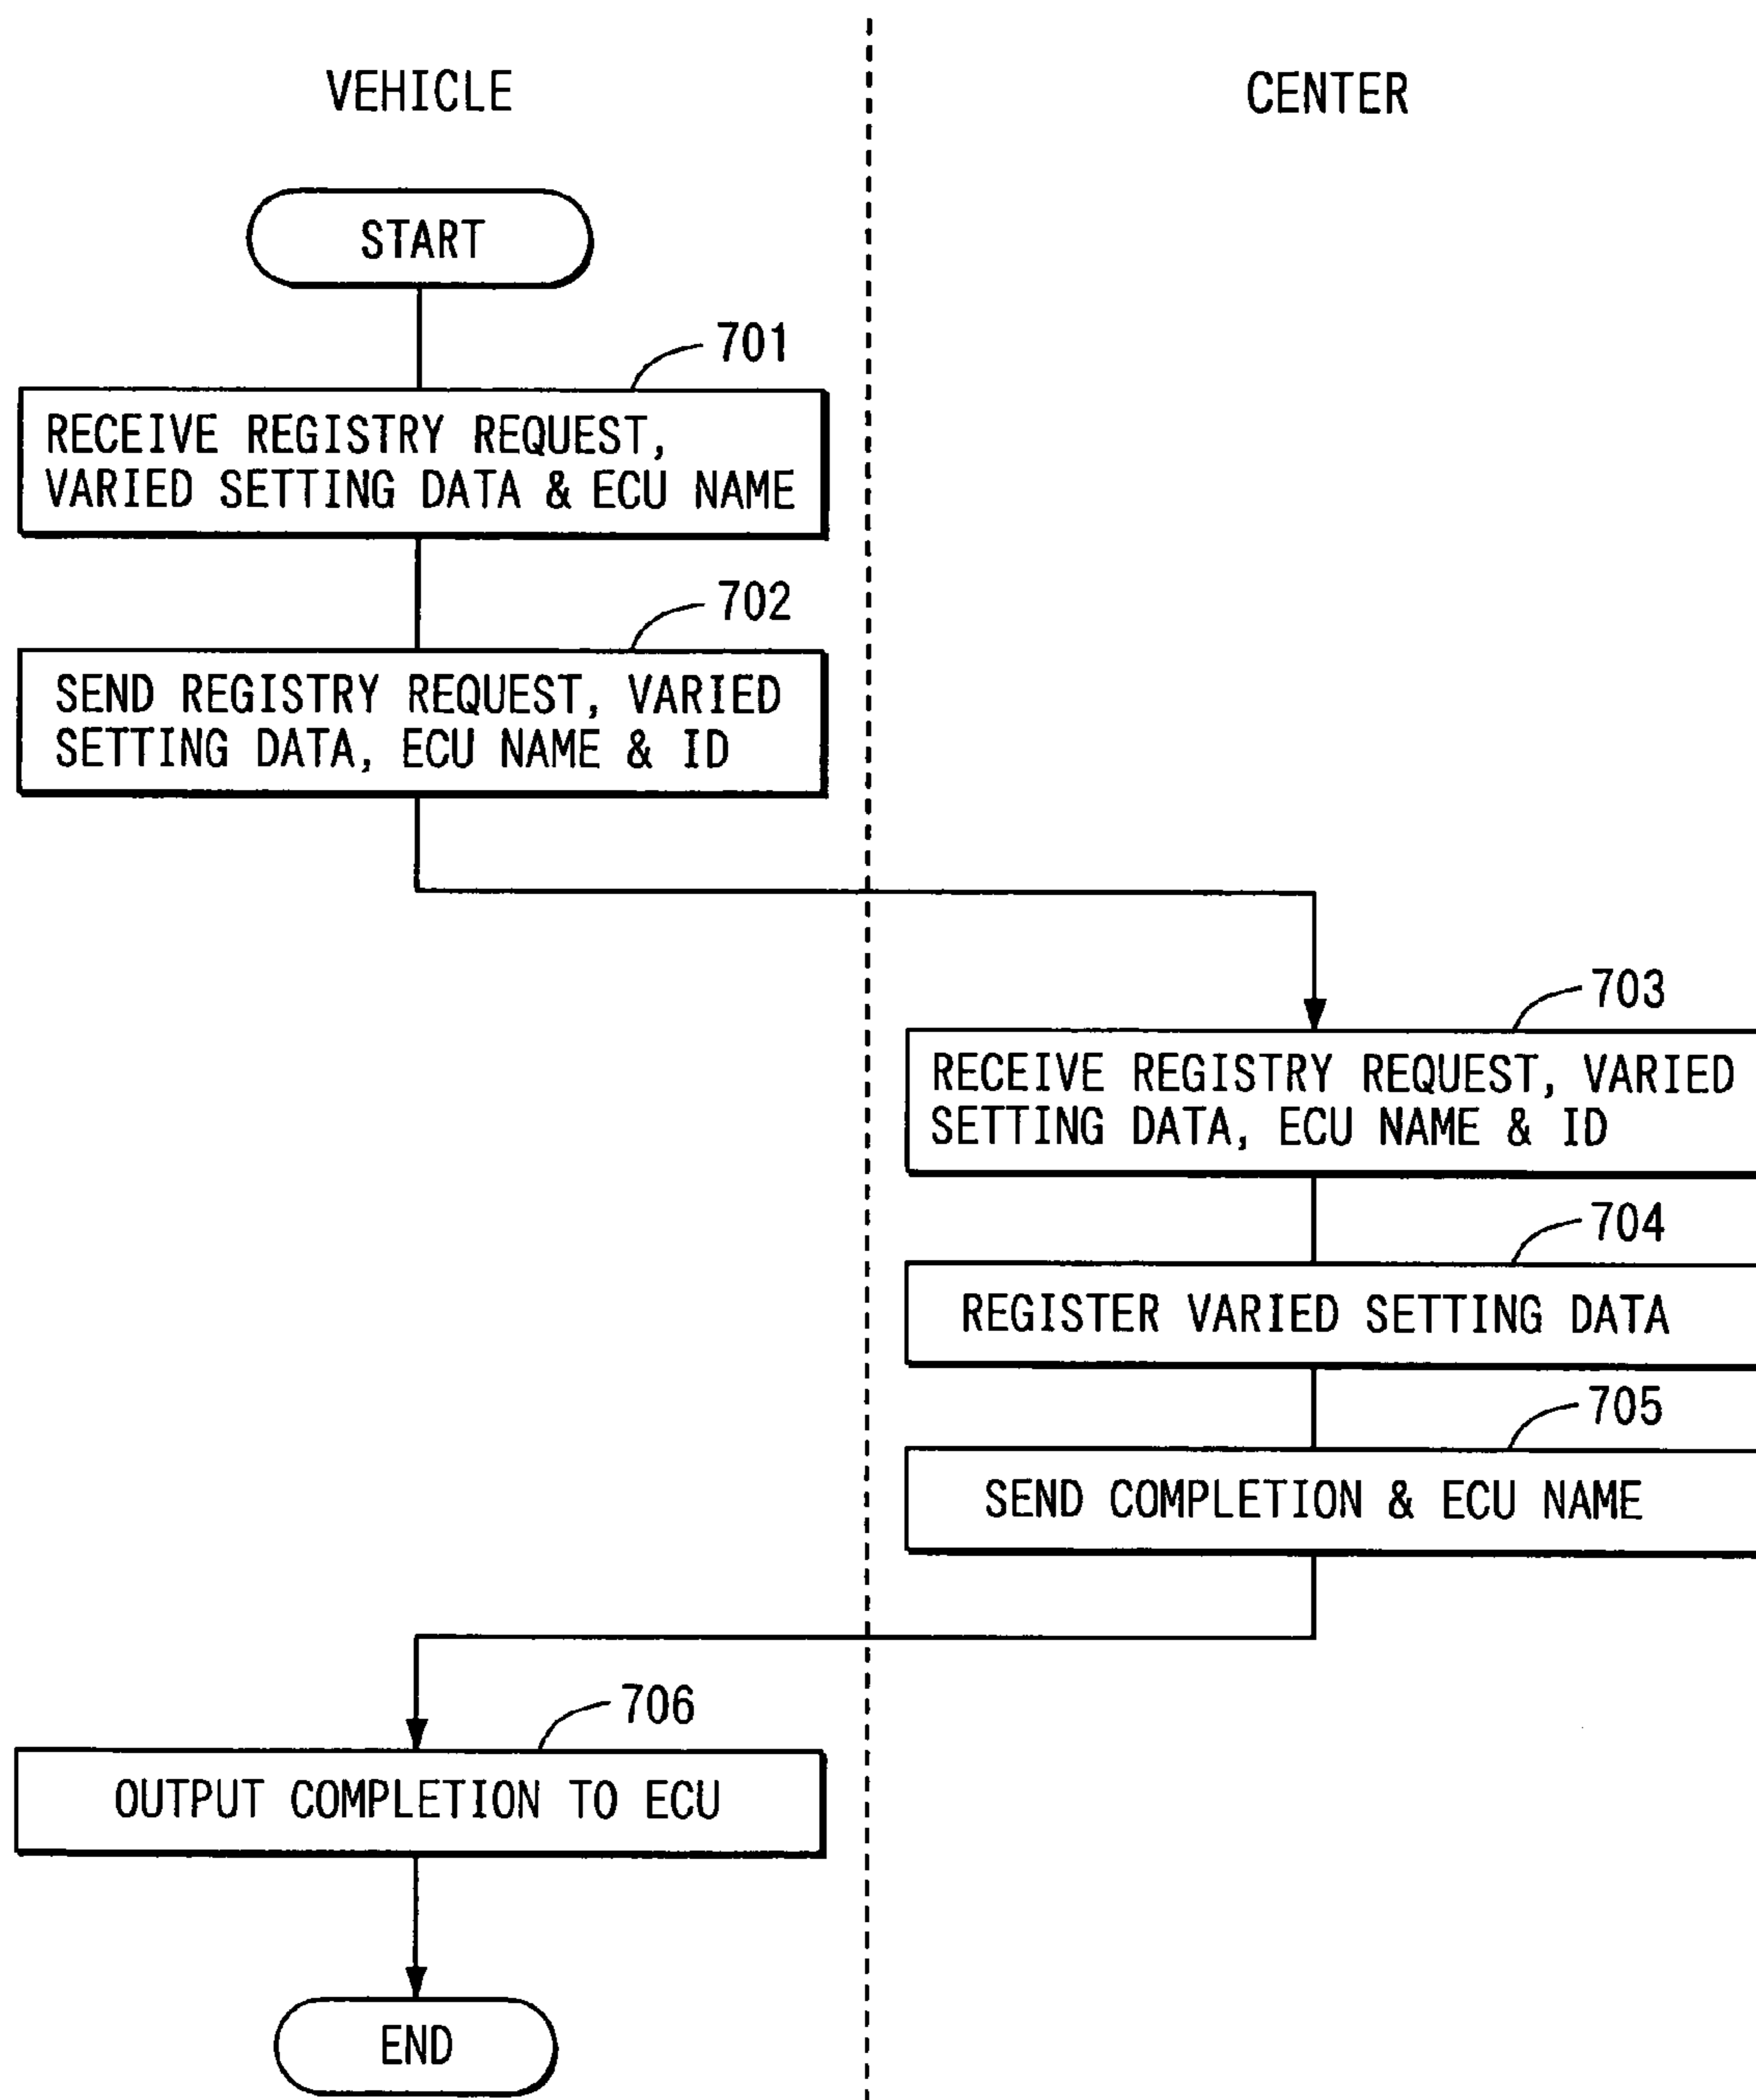 VEHICLE
CENTER
START
701
RECEIVE REGISTRY REQUEST,
VARIED SETTING DATA & ECU NAME
702
SEND REGISTRY REQUEST, VARIED
SETTING DATA, ECU NAME & ID
703
RECEIVE REGISTRY REQUEST, VARIED
SETTING DATA, ECU NAME & ID
704
REGISTER VARIED SETTING DATA
705
SEND COMPLETION & ECU NAME
706
OUTPUT COMPLETION TO ECU
END